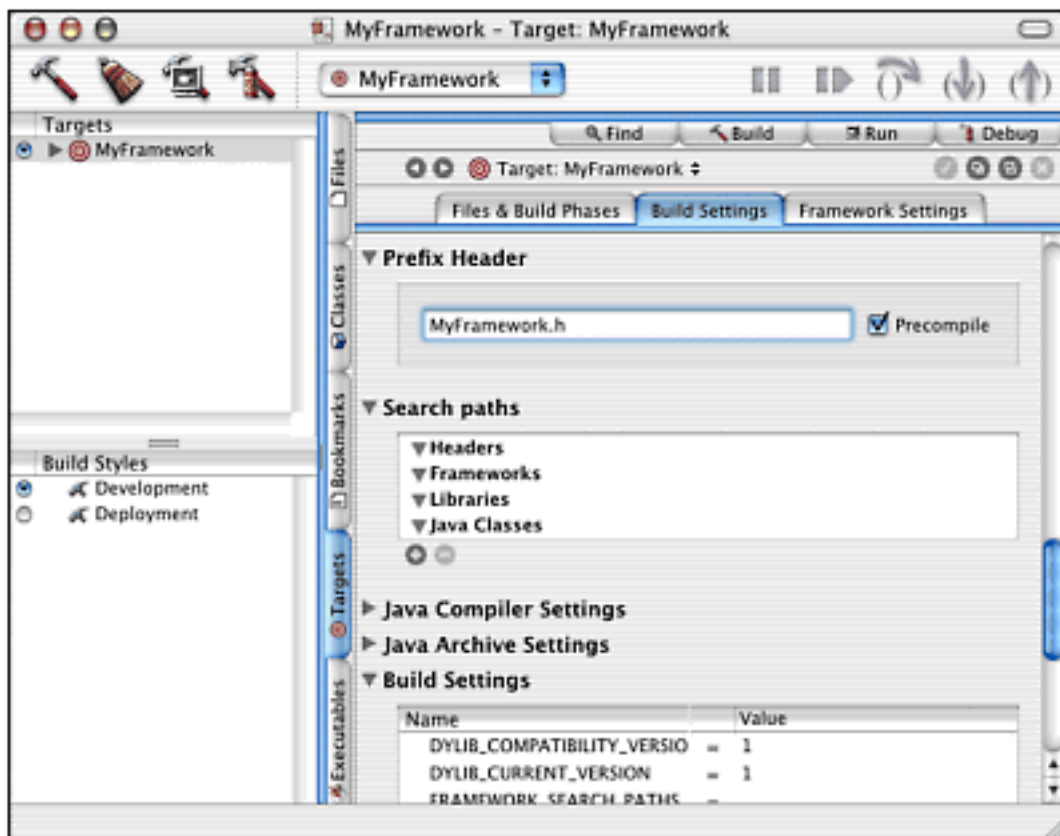 MyFramework - Target: MyFramework
MyFramework
Targets
MyFramework
Build Styles
Development
Deployment
Files
Classes
Bookmarks
Targets
Executables
Find
Build
Run
Debug
Target: MyFramework
Files & Build Phases
Build Settings
Framework Settings
Prefix Header
MyFramework.h
Precompile
Search paths
Headers
Frameworks
Libraries
Java Classes
Java Compiler Settings
Java Archive Settings
Build Settings
Name Value
DYLIB_COMPATIBILITY_VERSIO = 1
DYLIB_CURRENT_VERSION = 1
FRAMEWORK_SEARCH_PATHS =